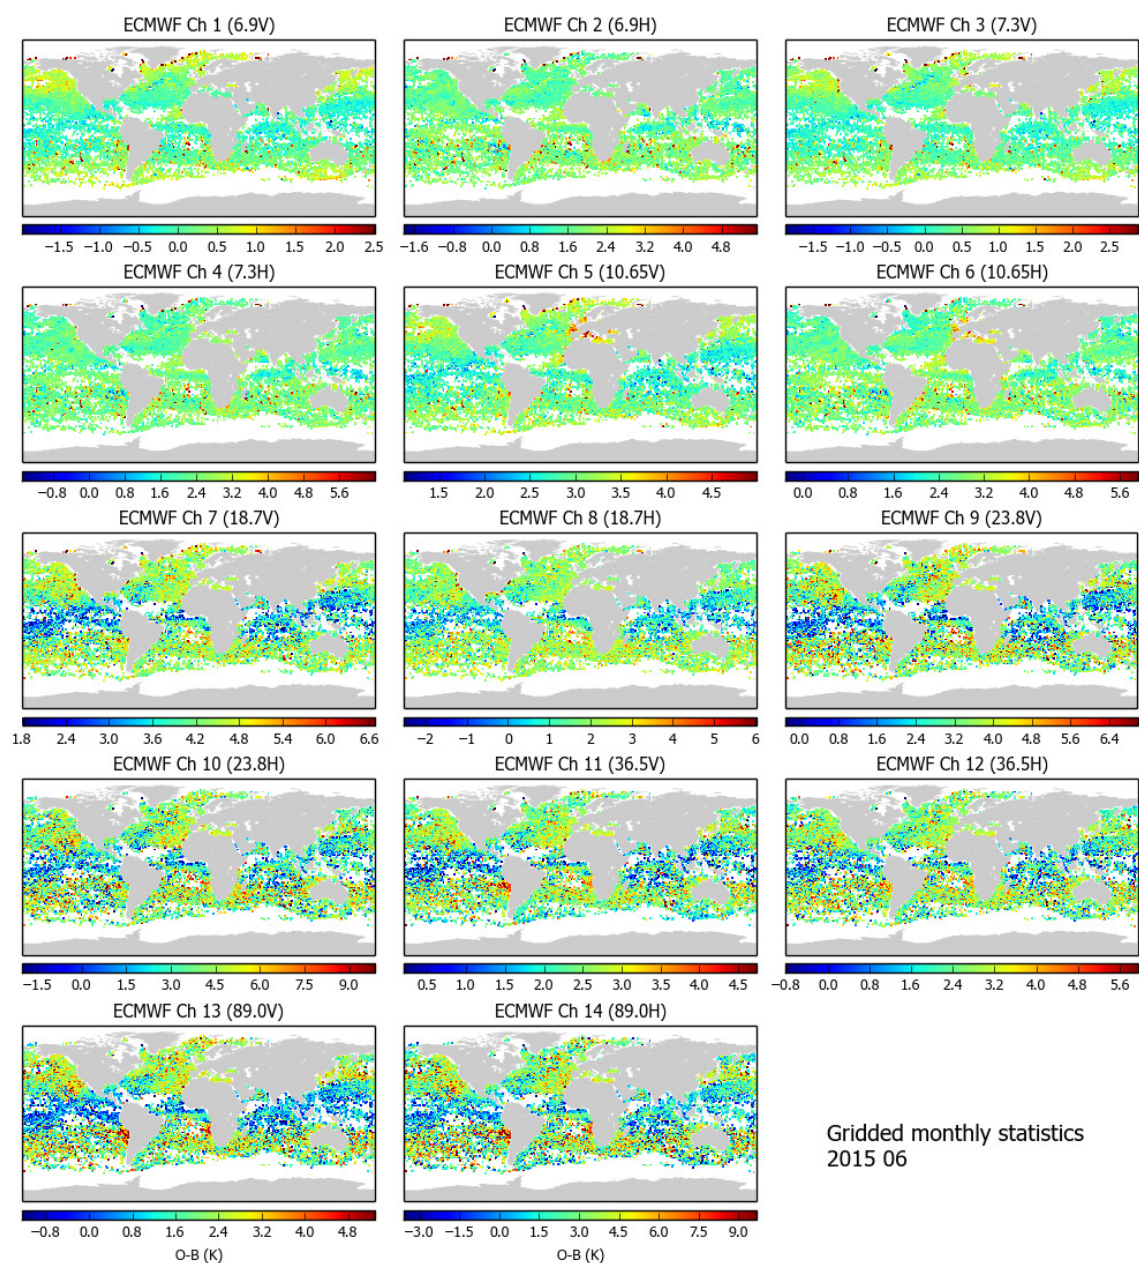 ECMWF Ch 1 (6.9V) ECMWF Ch 2 (6.9H) ECMWF Ch 3 (7.3V)
−1.5 −1.0 −0.5 0.0 0.5 1.0 1.5 2.0 2.5 −1.6 −0.8 0.0 0.8 1.6 2.4 3.2 4.0 4.8 −1.5 −1.0 −0.5 0.0 0.5 1.0 1.5 2.0 2.5
ECMWF Ch 4 (7.3H) ECMWF Ch 5 (10.65V) ECMWF Ch 6 (10.65H)
−0.8 0.0 0.8 1.6 2.4 3.2 4.0 4.8 5.6 1.5 2.0 2.5 3.0 3.5 4.0 4.5 0.0 0.8 1.6 2.4 3.2 4.0 4.8 5.6
ECMWF Ch 7 (18.7V) ECMWF Ch 8 (18.7H) ECMWF Ch 9 (23.8V)
1.8 2.4 3.0 3.6 4.2 4.8 5.4 6.0 6.6 −2 −1 0 1 2 3 4 5 6 0.0 0.8 1.6 2.4 3.2 4.0 4.8 5.6 6.4
ECMWF Ch 10 (23.8H) ECMWF Ch 11 (36.5V) ECMWF Ch 12 (36.5H)
−1.5 0.0 1.5 3.0 4.5 6.0 7.5 9.0 0.5 1.0 1.5 2.0 2.5 3.0 3.5 4.0 4.5 −0.8 0.0 0.8 1.6 2.4 3.2 4.0 4.8 5.6
ECMWF Ch 13 (89.0V) ECMWF Ch 14 (89.0H)
Gridded monthly statistics
2015 06
−0.8 0.0 0.8 1.6 2.4 3.2 4.0 4.8 −3.0 −1.5 0.0 1.5 3.0 4.5 6.0 7.5 9.0
O-B (K) O-B (K)